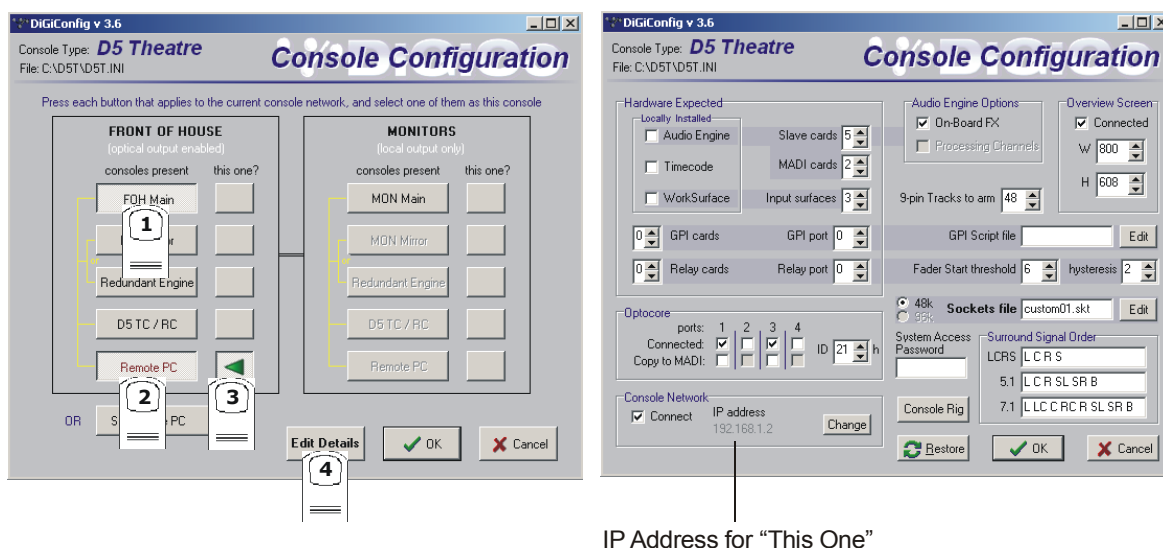 DiGiConfig v 3.6
Console Type: D5 Theatre
File: C:\D5T\D5T.INI
Console Configuration
Press each button that applies to the current console network, and select one of them as this console
FRONT OF HOUSE
(optical output enabled)
consoles present this one?
FOH Main
1
or
Redundant Engine
D5 TC / RC
Remote PC
2
3
OR
PC
MONITORS
(local output only)
consoles present this one?
MON Main
MON Mirror
or
Redundant Engine
D5 TC / RC
Remote PC
Edit Details
4
OK
Cancel
DiGiConfig v 3.6
Console Type: D5 Theatre
File: C:\D5T\D5T.INI
Console Configuration
Hardware Expected
Locally Installed
Audio Engine
Slave cards 5
Timecode
MADI cards 2
WorkSurface
Input surfaces 3
0 GPI cards
GPI port 0
0 Relay cards
Relay port 0
Audio Engine Options
On-Board FX
Processing Channels
Overview Screen
Connected
W 800
H 608
9-pin Tracks to arm 48
GPI Script file
Edit
Fader Start threshold 6
hysteresis 2
48k
96k
Sockets file custom01.skt
Edit
Optocore
ports: 1 2 3 4
Connected:
Copy to MADI:
ID 21 h
System Access
Password
Surround Signal Order
LCRS L C R S
5.1 L C R SL SR B
7.1 L LC C RC R SL SR B
Console Network
Connect
IP address
192.168.1.2
Change
Console Rig
Restore
OK
Cancel
IP Address for “This One”